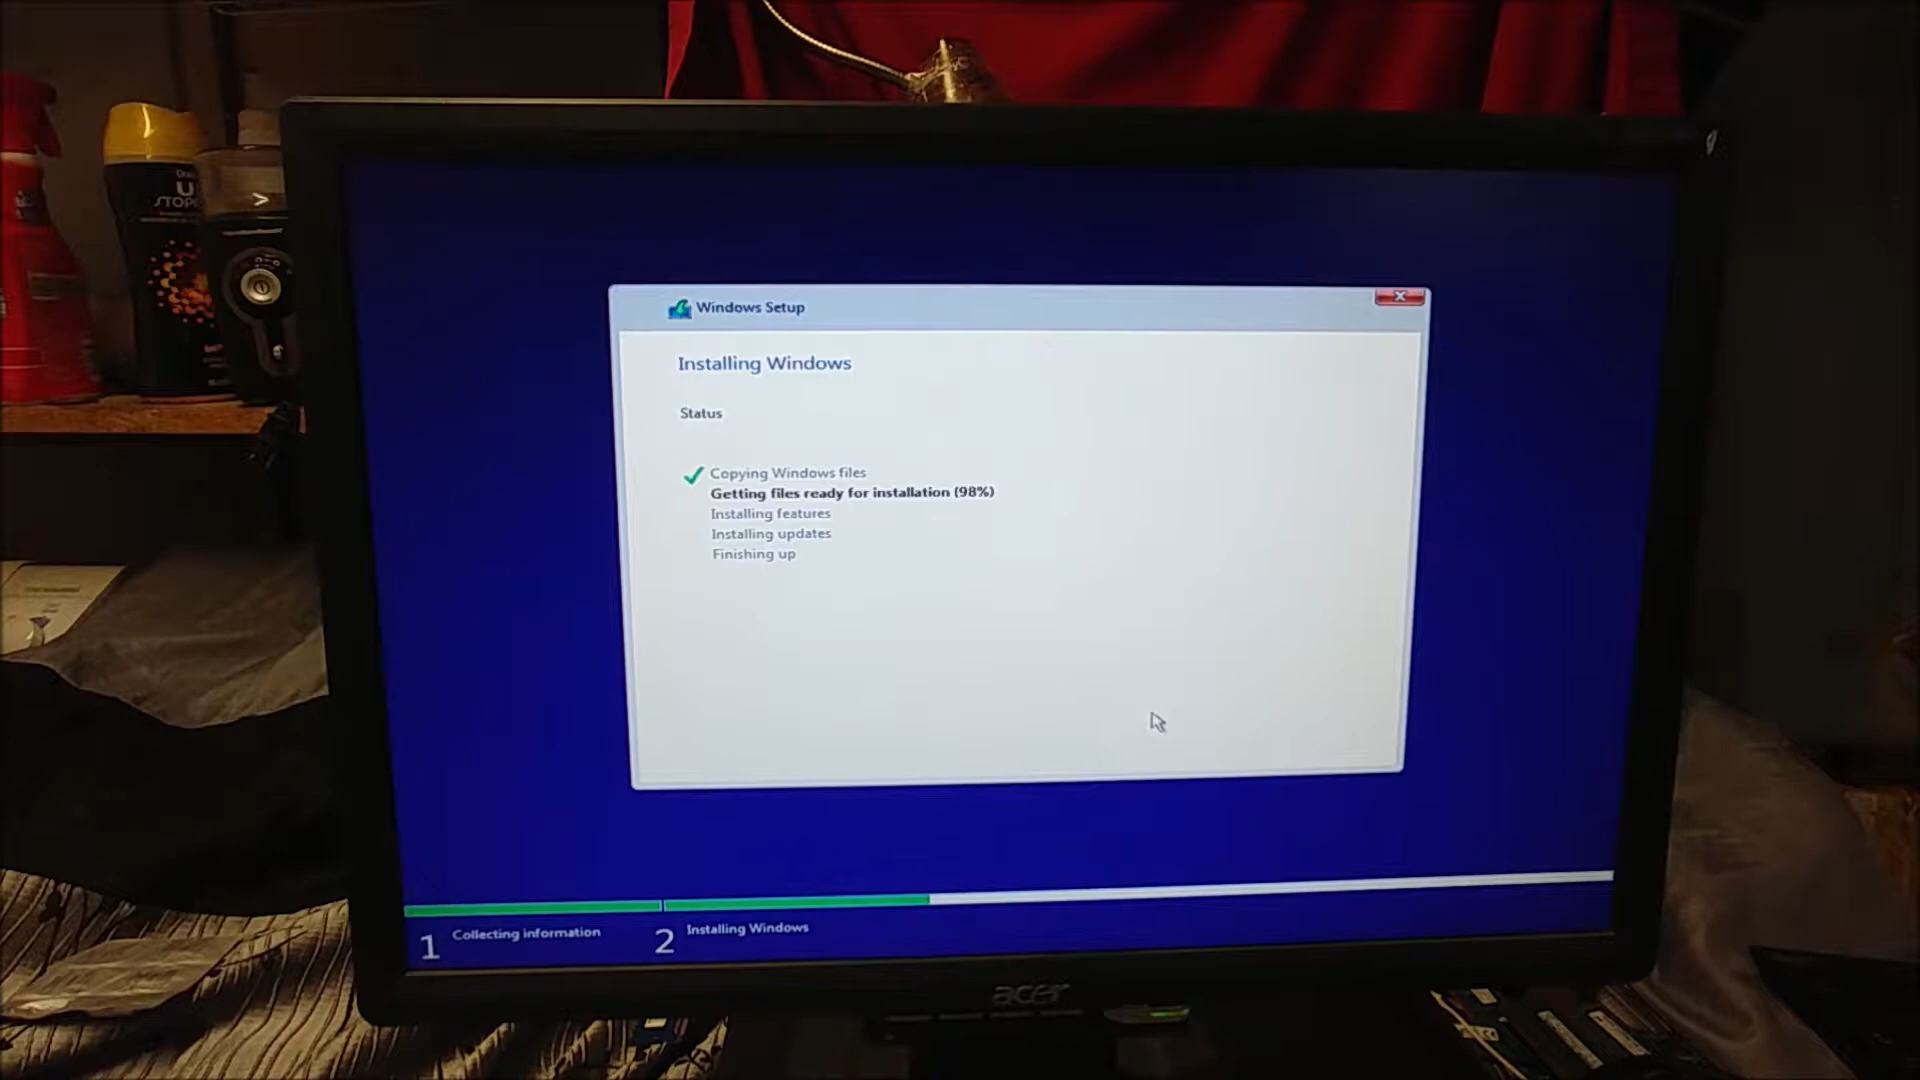 Windows Setup
Installing Windows
Status
Copying Windows files
Getting files ready for installation (98%)
Installing features
Installing updates
Finishing up
1 Collecting information
2 Installing Windows
acer